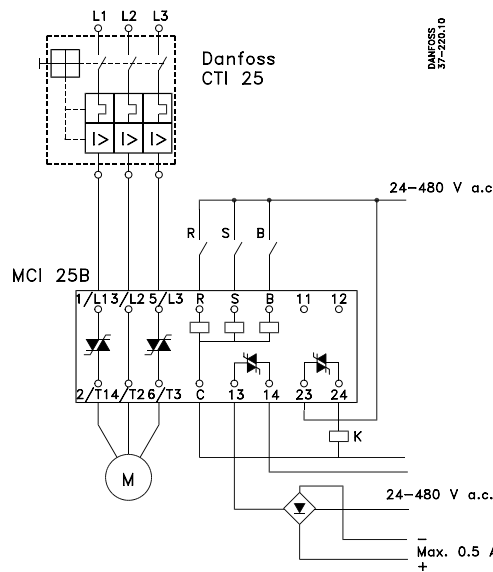 L1 L2 L3
Danfoss
CTI 25
DANFOSS
37-220.10
I> I> I>
24-480 V a.c
R S B
MCI 25B
1/L1 3/L2 5/L3 R S B 11 12
2/T1 4/T2 6/T3 C 13 14 23 24
K
M
24-480 V a.c.
−
Max. 0.5 A
+